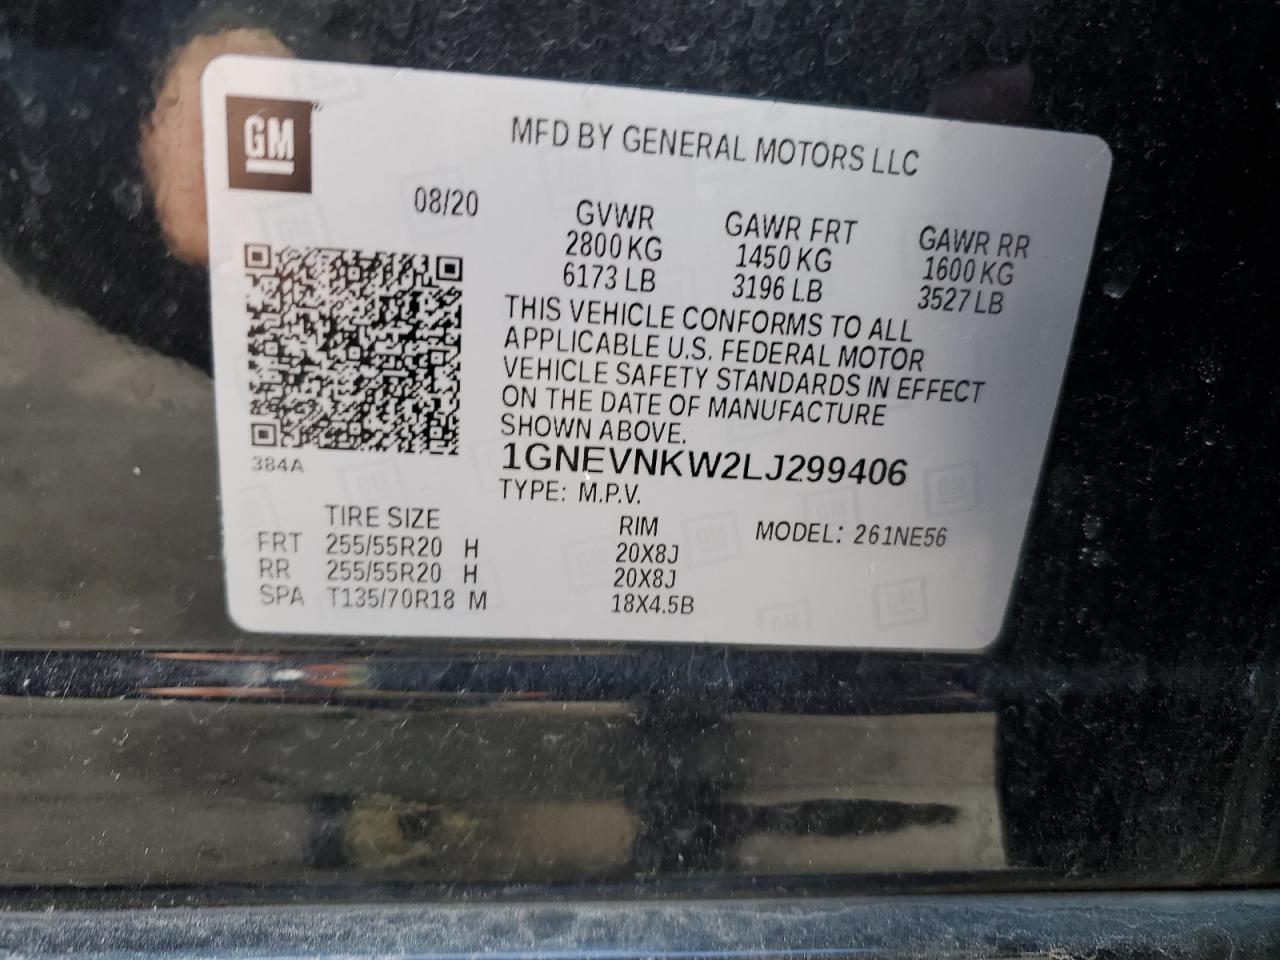 GM
MFD BY GENERAL MOTORS LLC
08/20
GVWR GAWR FRT GAWR RR
2800 KG 1450 KG 1600 KG
6173 LB 3196 LB 3527 LB
THIS VEHICLE CONFORMS TO ALL
APPLICABLE U.S. FEDERAL MOTOR
VEHICLE SAFETY STANDARDS IN EFFECT
ON THE DATE OF MANUFACTURE
SHOWN ABOVE.
384A
1GNEVNKW2LJ299406
TYPE: M.P.V.
TIRE SIZE RIM MODEL: 261NE56
FRT 255/55R20 H 20X8J
RR 255/55R20 H 20X8J
SPA T135/70R18 M 18X4.5B